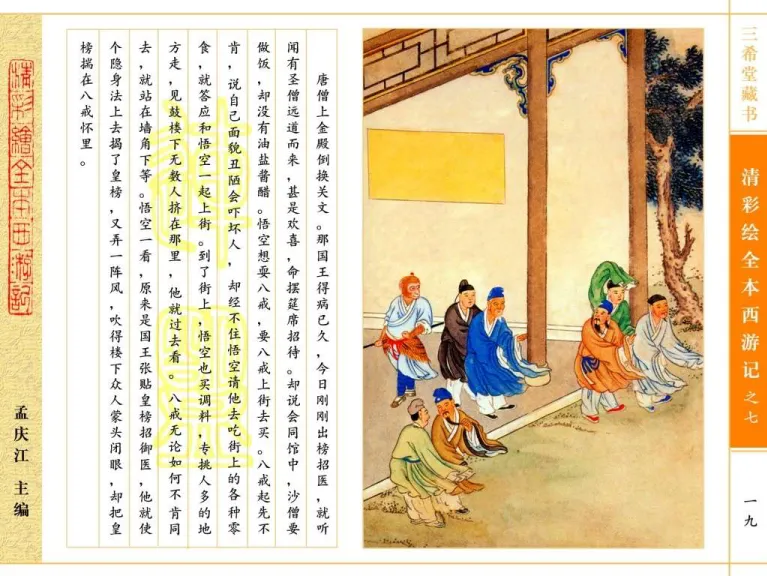 三希堂藏书
清彩绘全本西游记 之七
一九
唐僧上金殿倒换关文。那国王得病已久，今日刚刚出榜招医，就听
闻有圣僧远道而来，甚是欢喜，命摆筵席招待。却说会同馆中，沙僧要
做饭，却没有油盐酱醋。悟空想耍八戒，要八戒上街去买。八戒起先不
肯，说自己面貌丑陋会吓坏人，却经不住悟空请他去吃街上的各种零
食，就答应和悟空一起上街。到了街上，悟空也买调料，专挑人多的地
方走，见鼓楼下无数人挤在那里，他就过去看。八戒无论如何不肯同
去，就站在墙角下等。悟空一看，原来是国王张贴皇榜招御医，他就使
个隐身法上去揭了皇榜，又弄一阵风，吹得楼下众人蒙头闭眼，却把皇
榜揣在八戒怀里。
清彩繪全本西游記
孟庆江 主编